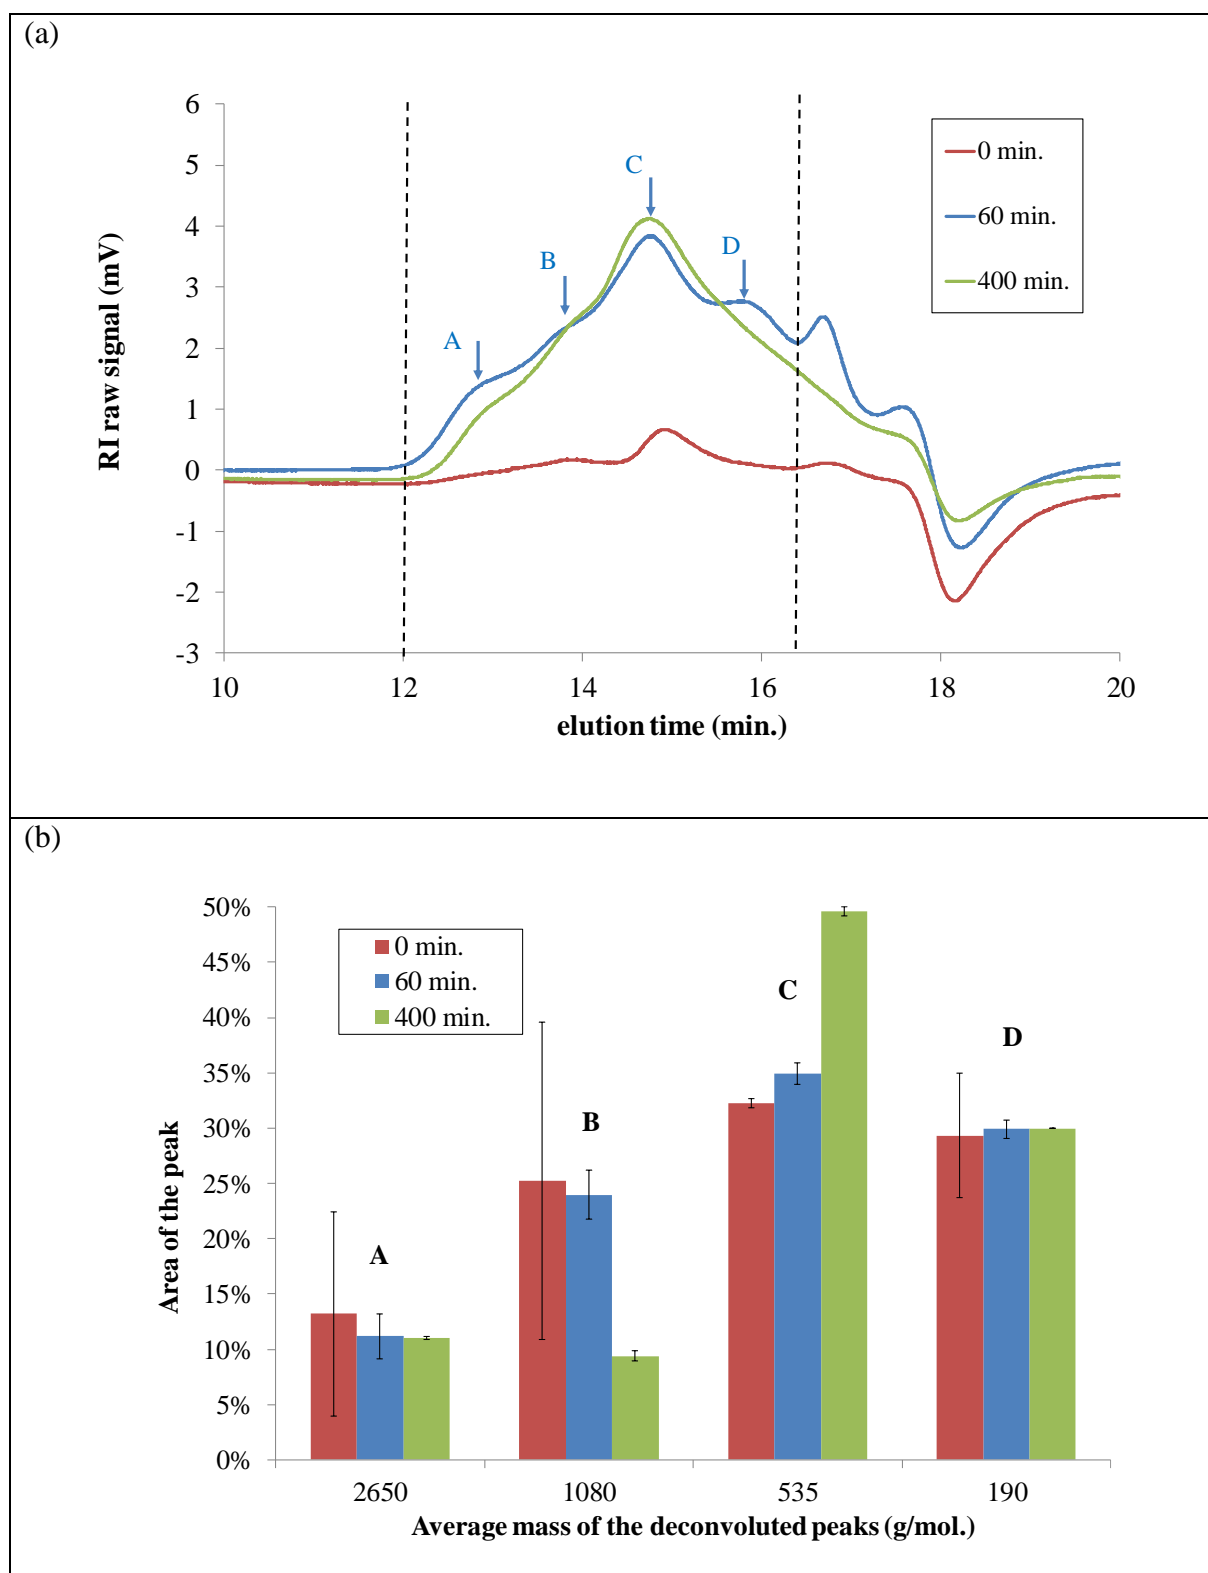 (a)
6
5
4
3
2
1
0
-1
-2
-3
RI raw signal (mV)
A
B
C
D
0 min.
60 min.
400 min.
10 12 14 16 18 20
elution time (min.)
(b)
50%
45%
40%
35%
30%
25%
20%
15%
10%
5%
0%
Area of the peak
0 min.
60 min.
400 min.
A
B
C
D
2650 1080 535 190
Average mass of the deconvoluted peaks (g/mol.)